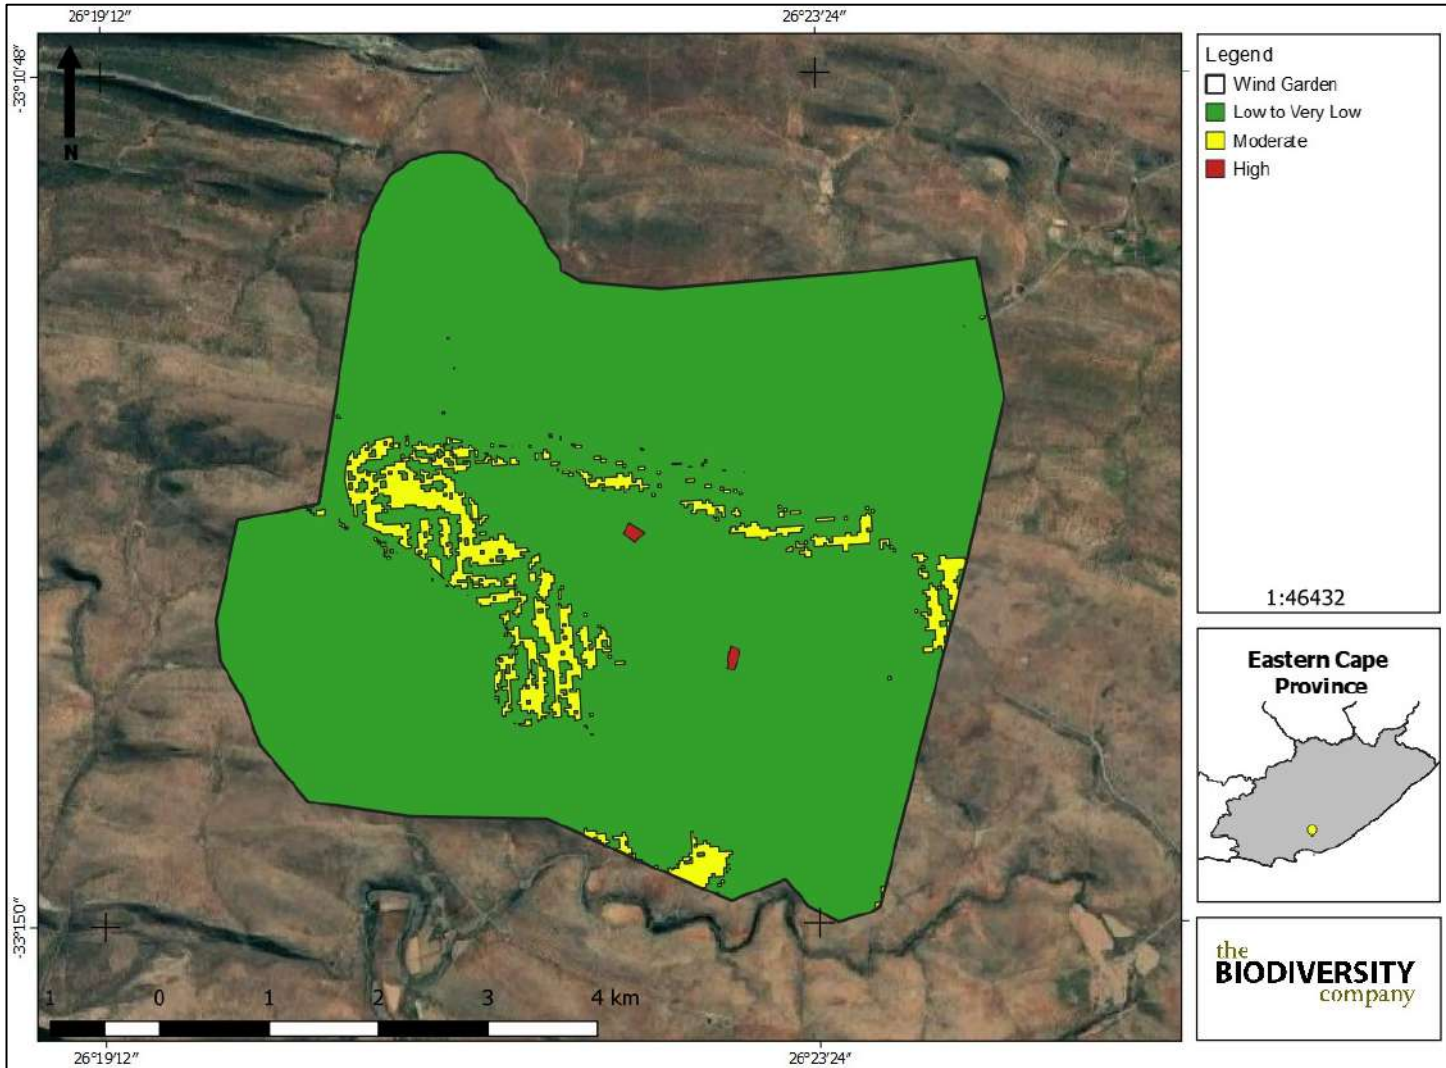 26°19'12"
26°23'24"
-33°10'48"
N
Legend
Wind Garden
Low to Very Low
Moderate
High
1:46432
Eastern Cape
Province
-33°15'0"
1 0 1 2 3 4 km
the
BIODIVERSITY
company
26°19'12"
26°23'24"